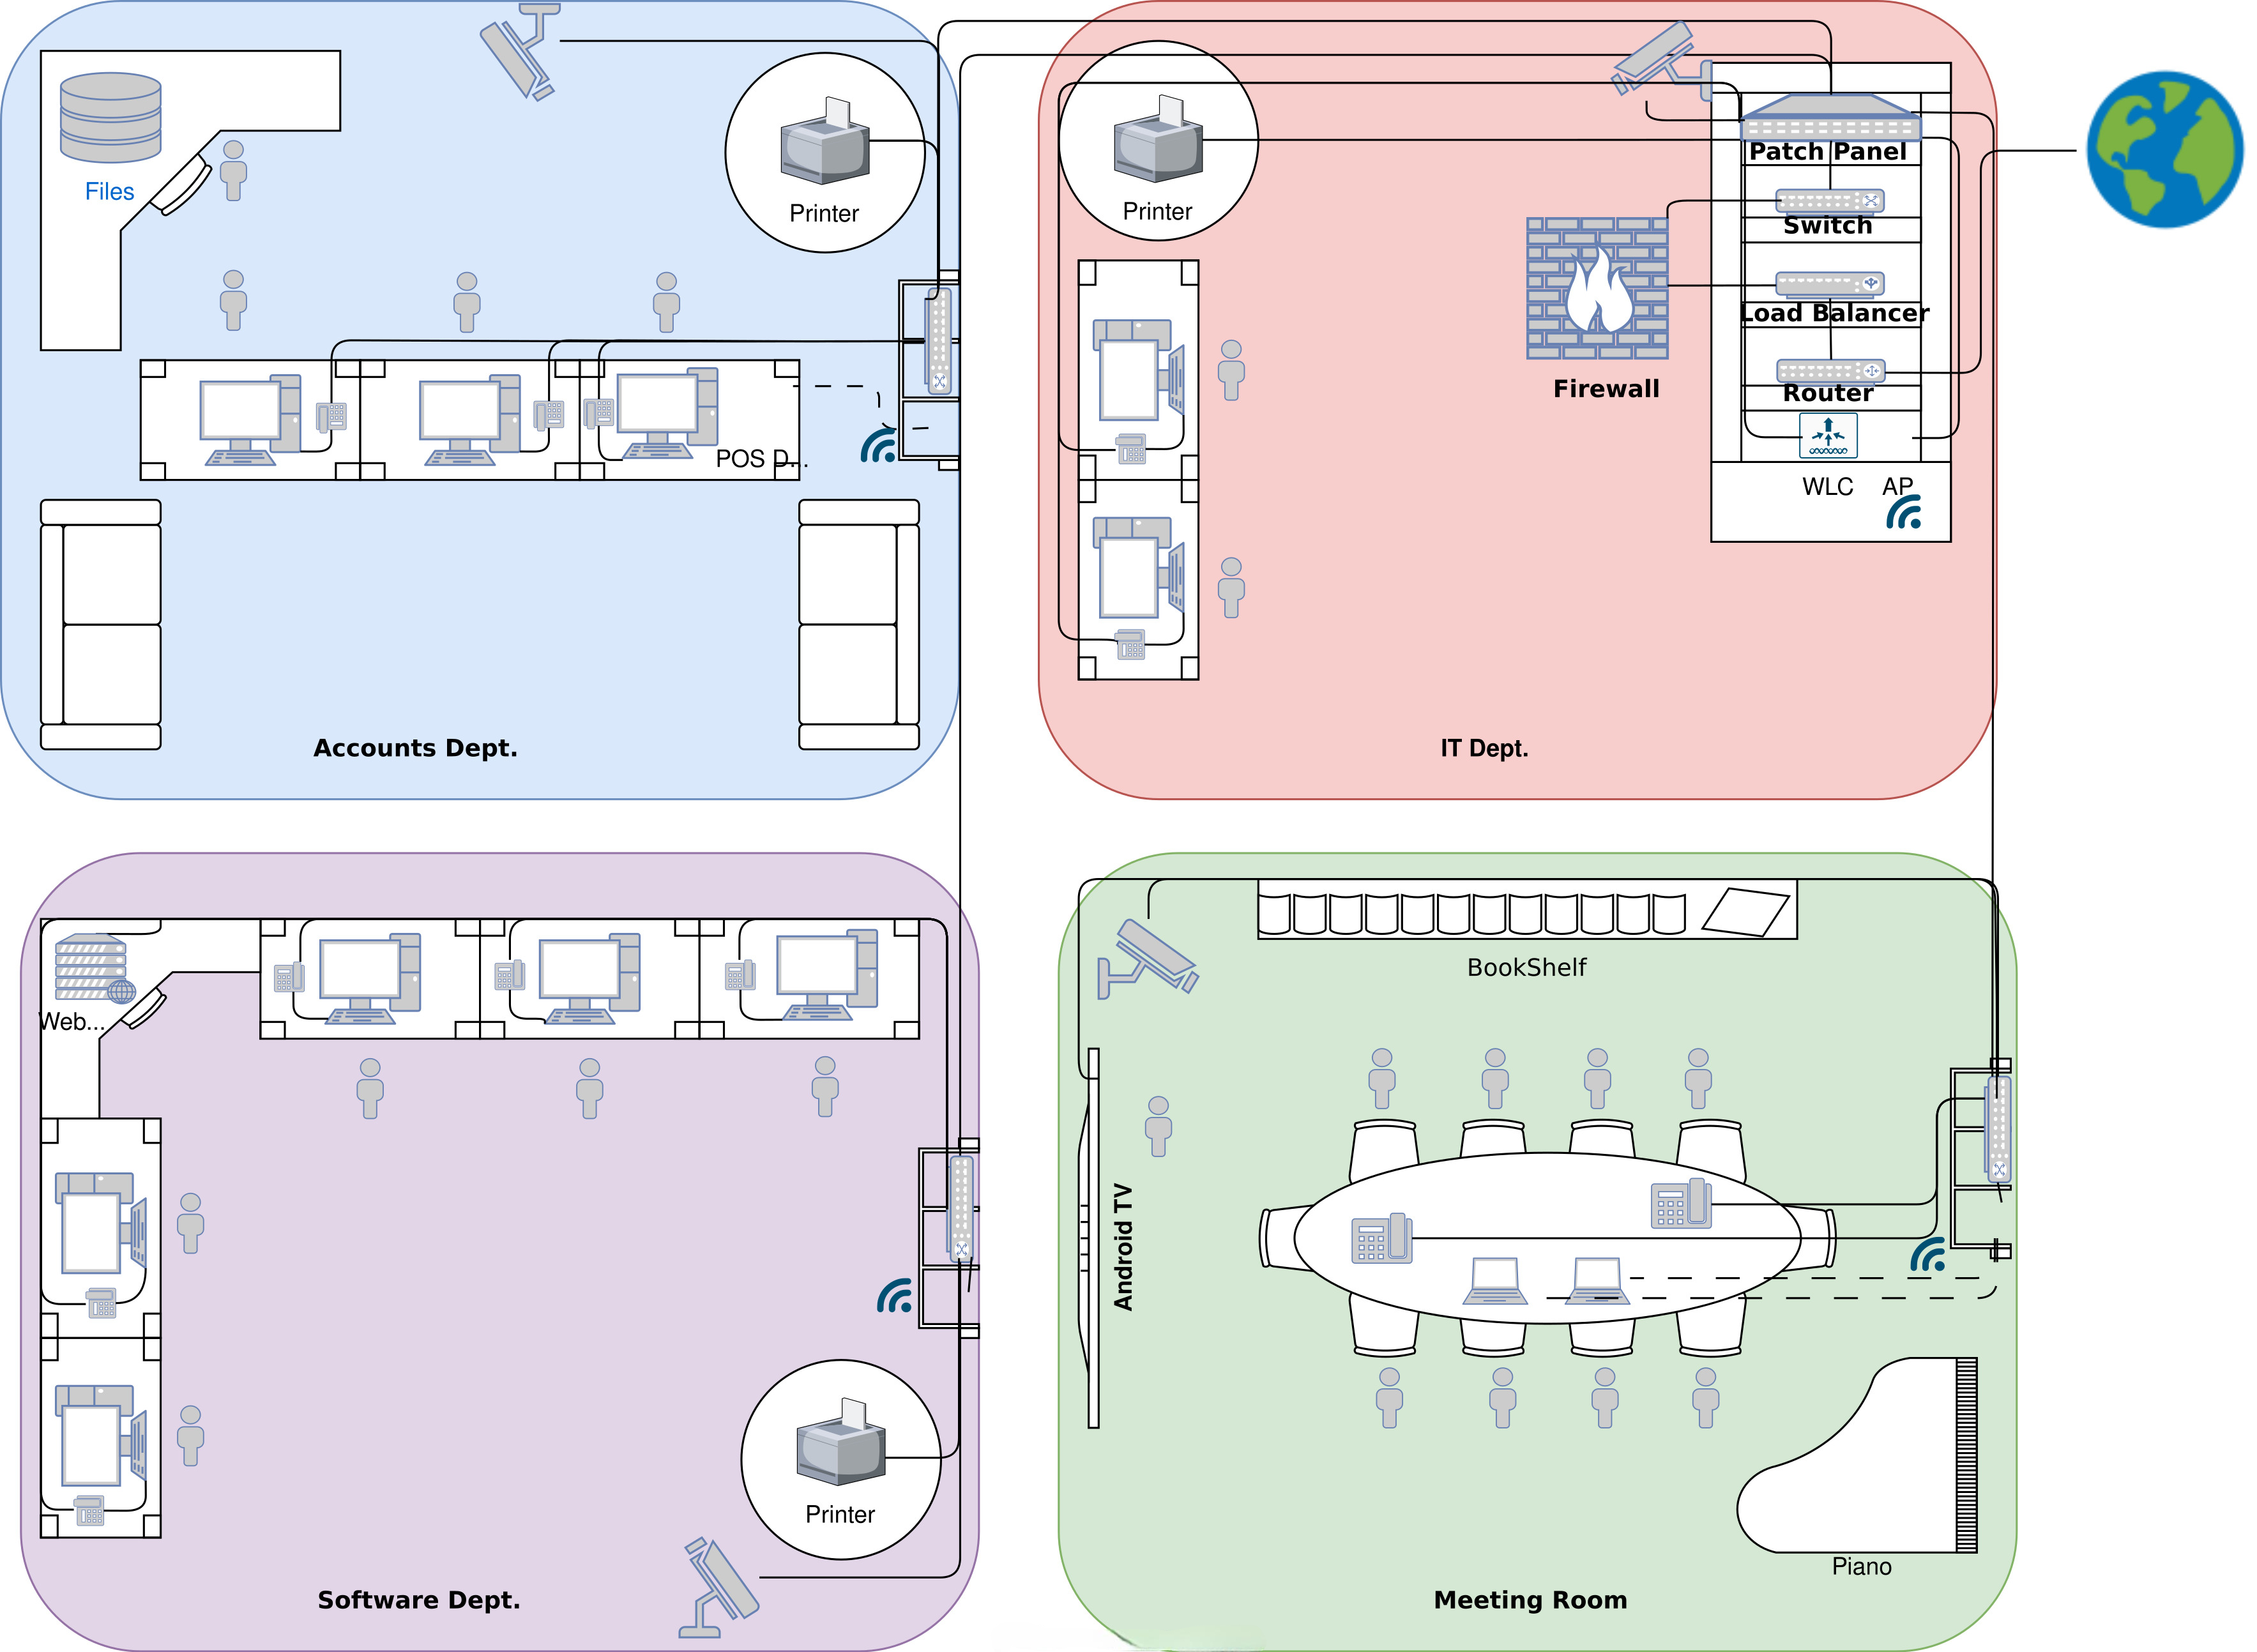 Files
Printer
POS D...
Accounts Dept.
Printer
Patch Panel
Switch
Load Balancer
Router
Firewall
WLC
AP
IT Dept.
Web...
Printer
Software Dept.
BookShelf
Android TV
Piano
Meeting Room